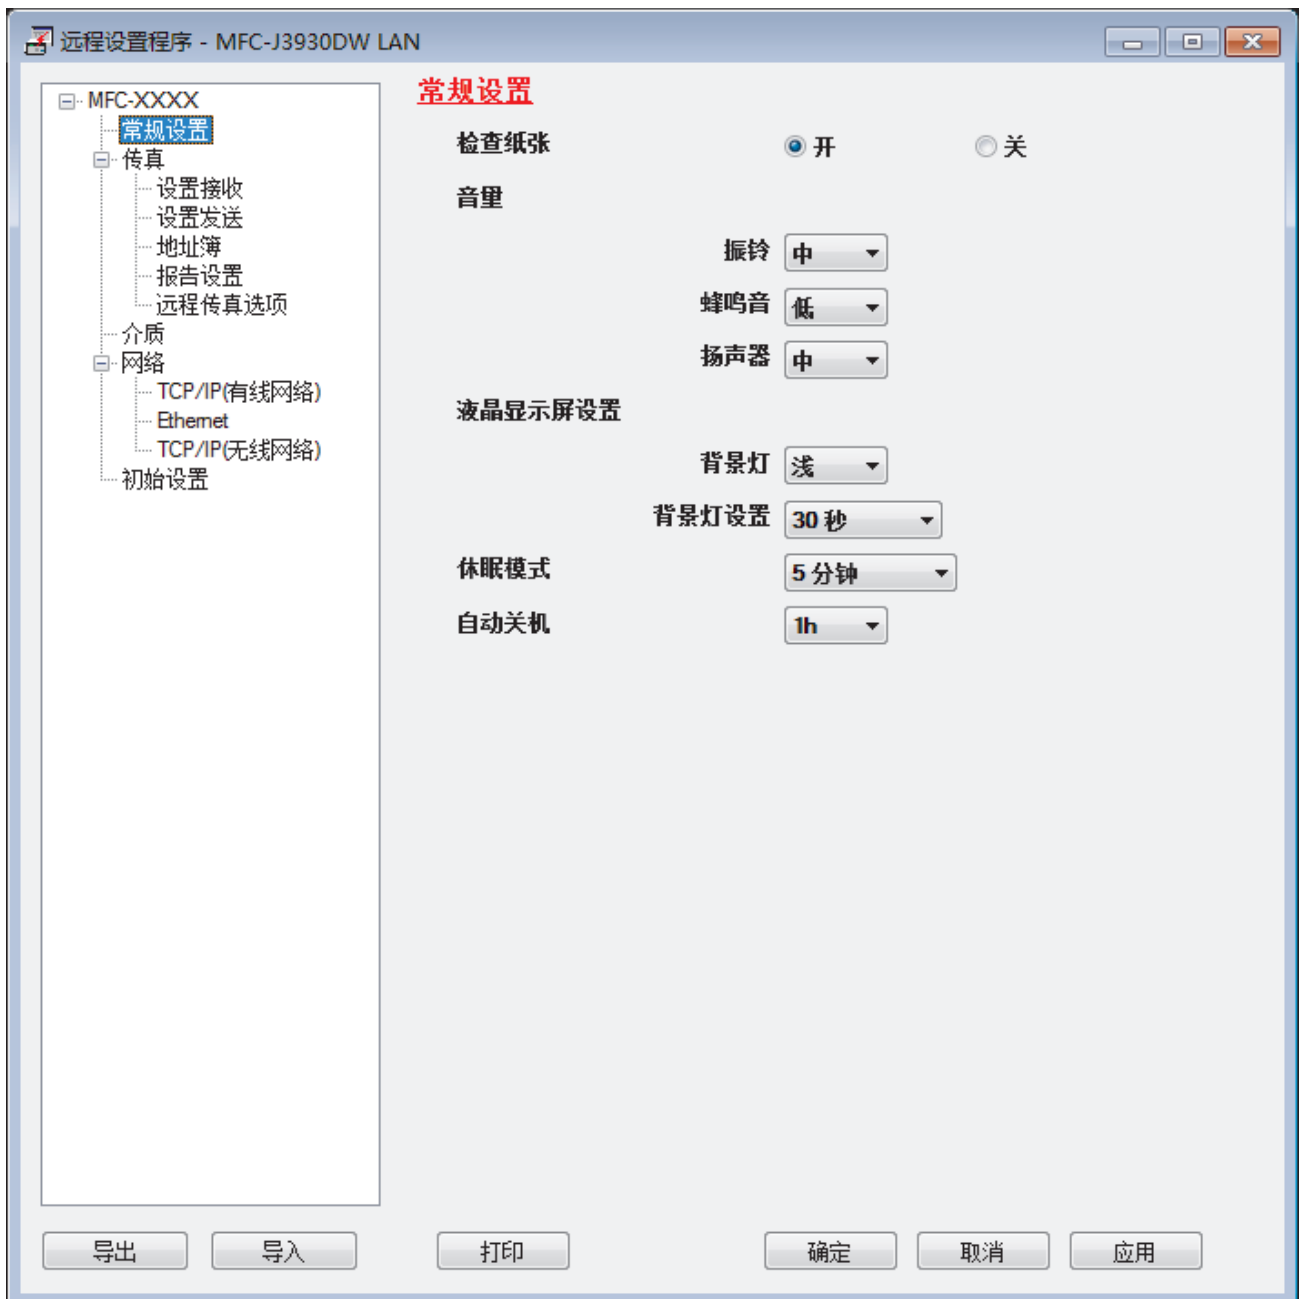 远程设置程序 - MFC-J3930DW LAN
MFC-XXXX
常规设置
传真
设置接收
设置发送
地址簿
报告设置
远程传真选项
介质
网络
TCP/IP(有线网络)
Ethernet
TCP/IP(无线网络)
初始设置
常规设置
检查纸张 开 关
音量
振铃 中
蜂鸣音 低
扬声器 中
液晶显示屏设置
背景灯 浅
背景灯设置 30 秒
休眠模式 5 分钟
自动关机 1h
导出 导入 打印 确定 取消 应用